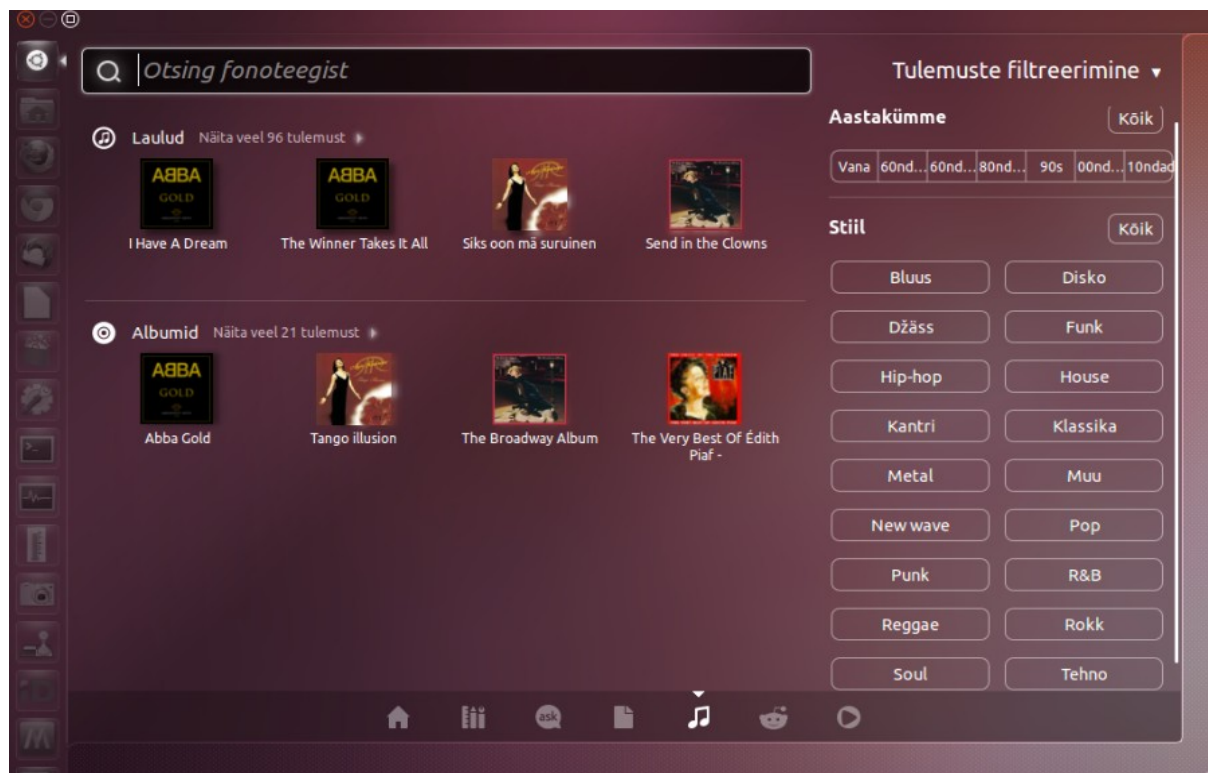 Otsing fonoteegist
Tulemuste filtreerimine ▾
Laulud Näita veel 96 tulemust
ABBA GOLD
ABBA GOLD
I Have A Dream
The Winner Takes It All
Siks oon mä suruinen
Send in the Clowns
Albumid Näita veel 21 tulemust
ABBA GOLD
Abba Gold
Tango illusion
The Broadway Album
The Very Best Of Édith
Piaf -
Aastakümme Kõik
Vana 60nd... 60nd... 80nd... 90s 00nd... 10ndad
Stiil Kõik
Bluus Disko
Džäss Funk
Hip-hop House
Kantri Klassika
Metal Muu
New wave Pop
Punk R&B
Reggae Rokk
Soul Tehno
ask